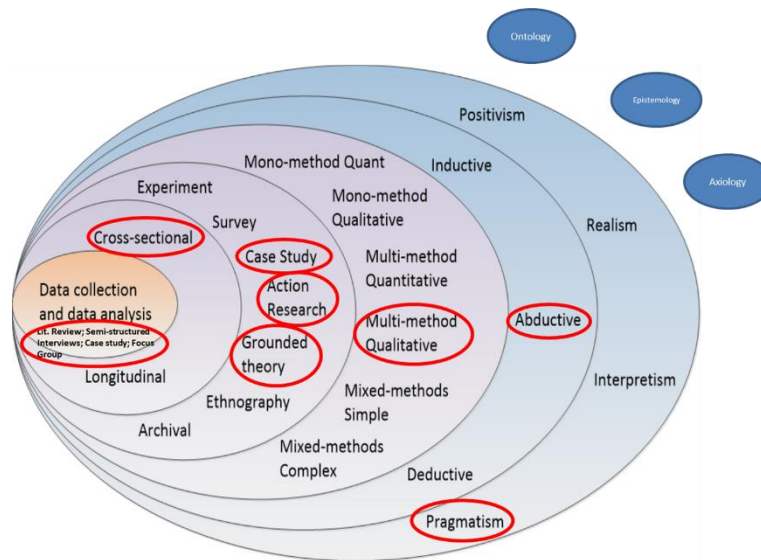 Ontology
Epistemology
Axiology
Positivism
Mono-method Quant
Inductive
Experiment
Mono-method
Qualitative
Survey
Realism
Cross-sectional
Case Study
Multi-method
Quantitative
Data collection
and data analysis
Action
Research
Multi-method
Qualitative
Abductive
Lit. Review; Semi-structured
Interviews; Case study; Focus
Group
Grounded
theory
Longitudinal
Interpretism
Ethnography
Mixed-methods
Simple
Archival
Mixed-methods
Complex
Deductive
Pragmatism